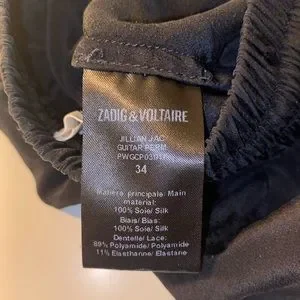 ZADIG & VOLTAIRE
JILLIAN JAC
GUITAR PERM
34
Matière principale/ Main
material:
100% Soie/ Silk
Biais/ Bias:
100% Soie/ Silk
Dentelle/ Lace:
89% Polyamide/ Polyamide
11% Elasthanne/ Elastane